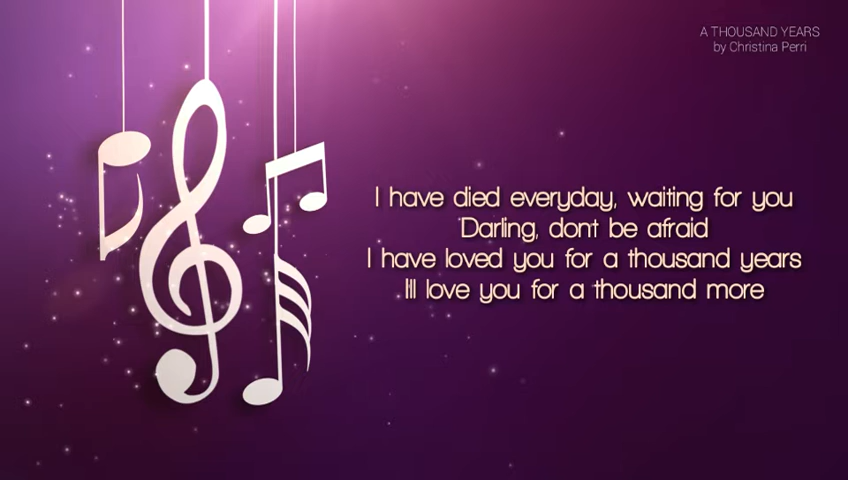 A THOUSAND YEARS
by Christina Perri
I have died everyday, waiting for you
Darling, dont be afraid
I have loved you for a thousand years
I'll love you for a thousand more